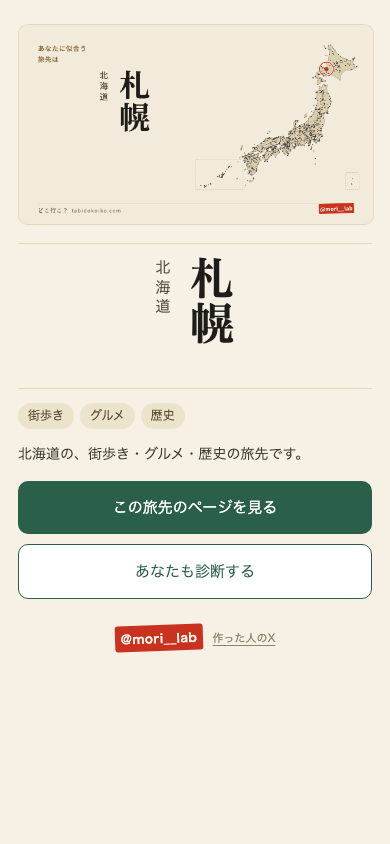 あなたに似合う
旅先は
北海道
札幌
どこ行こ？ tabidokoiko.com
@mori__lab
北海道
札幌
街歩き
グルメ
歴史
北海道の、街歩き・グルメ・歴史の旅先です。
この旅先のページを見る
あなたも診断する
@mori__lab
作った人のX